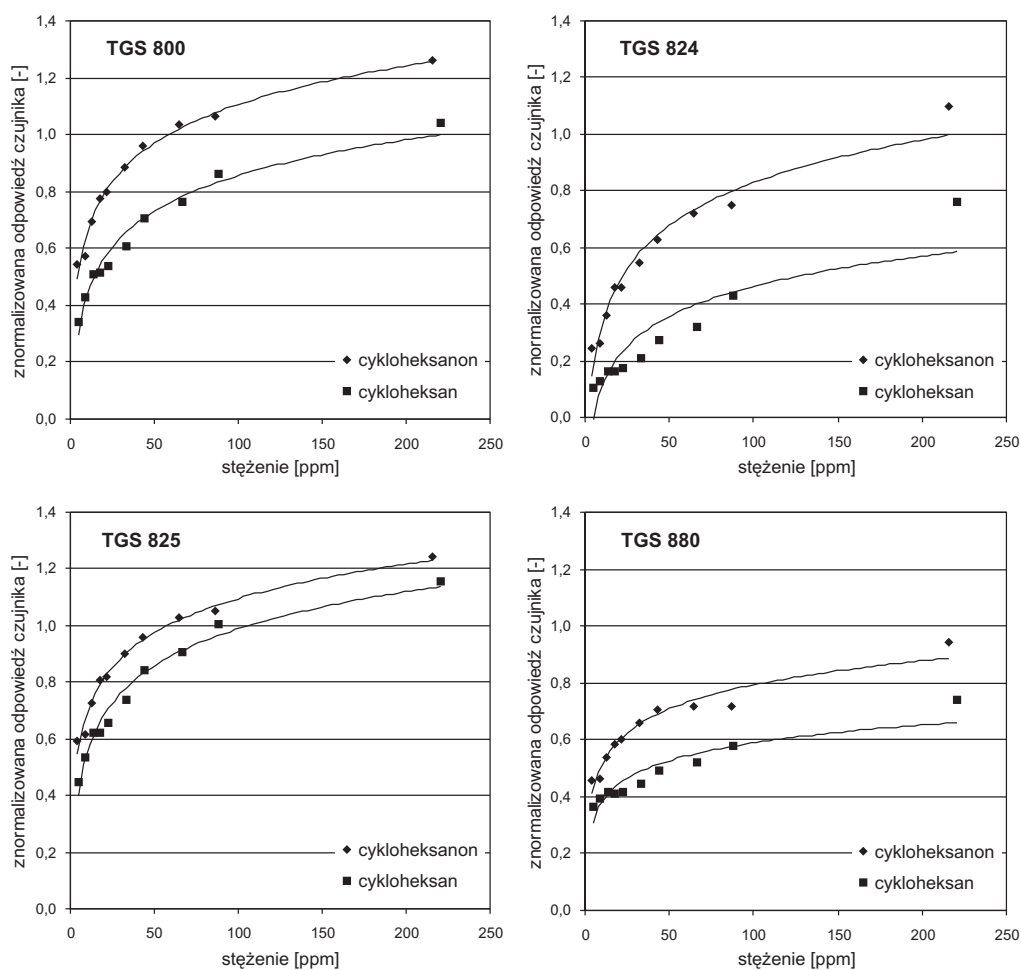 TGS 800
znormalizowana odpowiedź czujnika [-]
1,4
1,2
1,0
0,8
0,6
0,4
0,2
0,0
0 50 100 150 200 250
stężenie [ppm]
cykloheksanon
cykloheksan
TGS 824
znormalizowana odpowiedź czujnika [-]
1,4
1,2
1,0
0,8
0,6
0,4
0,2
0,0
0 50 100 150 200 250
stężenie [ppm]
cykloheksanon
cykloheksan
TGS 825
znormalizowana odpowiedź czujnika [-]
1,4
1,2
1,0
0,8
0,6
0,4
0,2
0,0
0 50 100 150 200 250
stężenie [ppm]
cykloheksanon
cykloheksan
TGS 880
znormalizowana odpowiedź czujnika [-]
1,4
1,2
1,0
0,8
0,6
0,4
0,2
0,0
0 50 100 150 200 250
stężenie [ppm]
cykloheksanon
cykloheksan